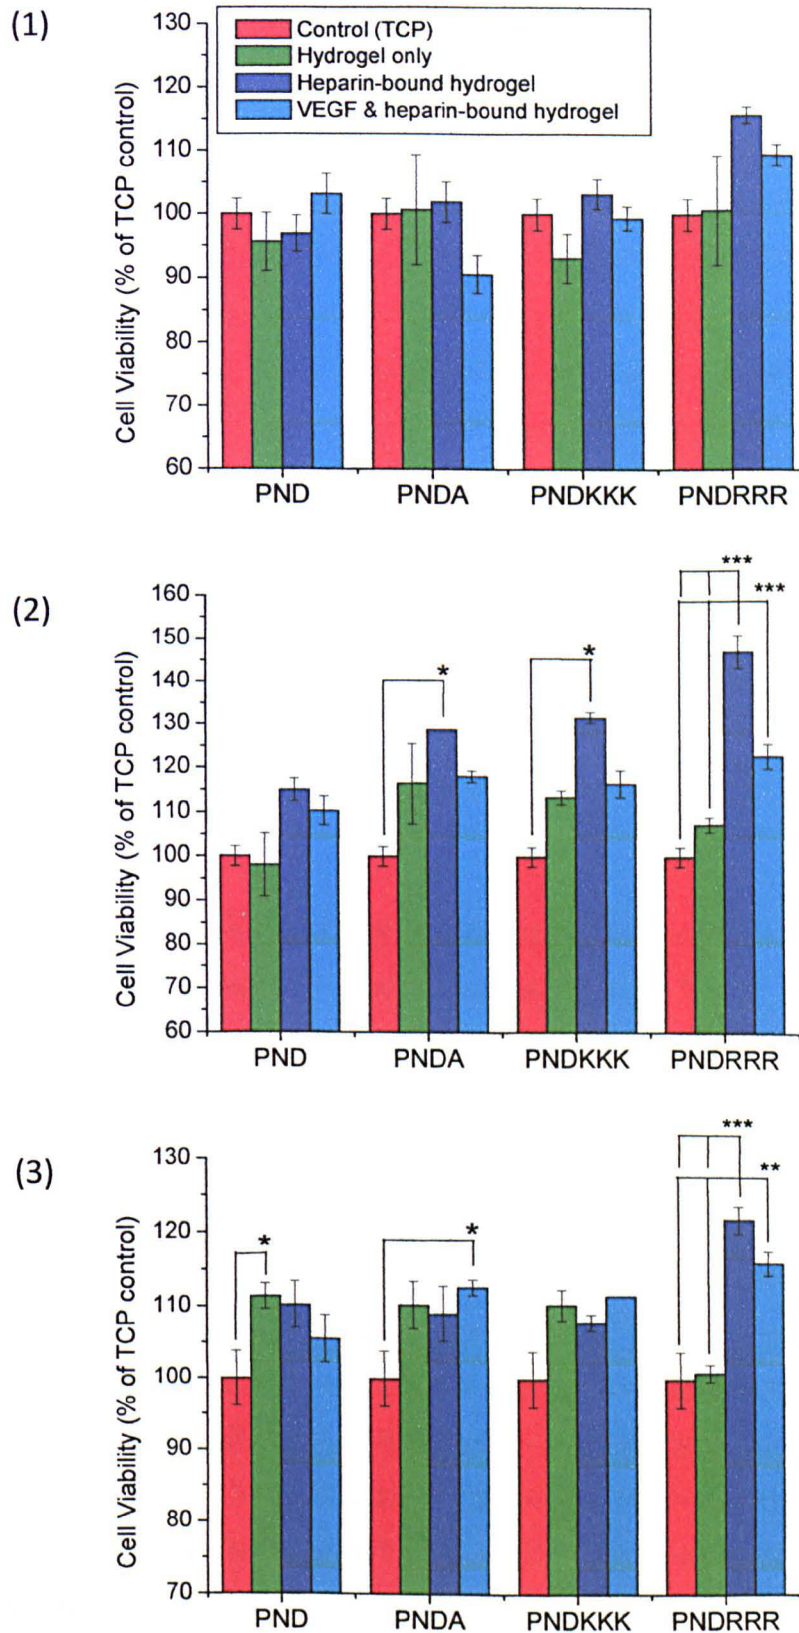 (1)
Control (TCP)
Hydrogel only
Heparin-bound hydrogel
VEGF & heparin-bound hydrogel
Cell Viability (% of TCP control)
130
120
110
100
90
80
70
60
PND PNDA PNDKKK PNDRRR
(2)
Cell Viability (% of TCP control)
160
150
140
130
120
110
100
90
80
70
60
* * *** ***
PND PNDA PNDKKK PNDRRR
(3)
Cell Viability (% of TCP control)
130
120
110
100
90
80
70
* * *** **
PND PNDA PNDKKK PNDRRR